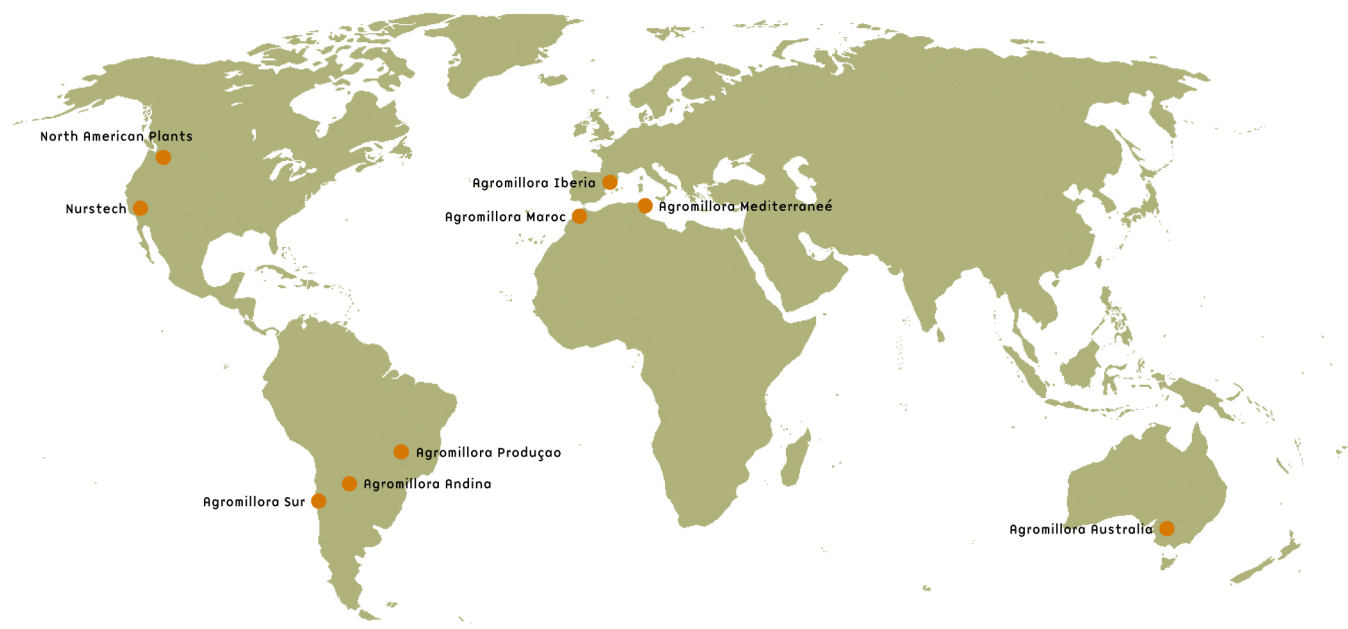 North American Plants
Agromillora Iberia
Nurstech
Agromillora Mediterraneé
Agromillora Maroc
Agromillora Produçao
Agromillora Andina
Agromillora Sur
Agromillora Australia